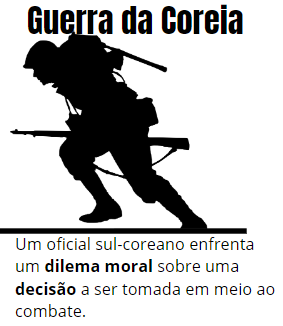 Guerra da Coreia
Um oficial sul-coreano enfrenta
um dilema moral sobre uma
decisão a ser tomada em meio ao
combate.